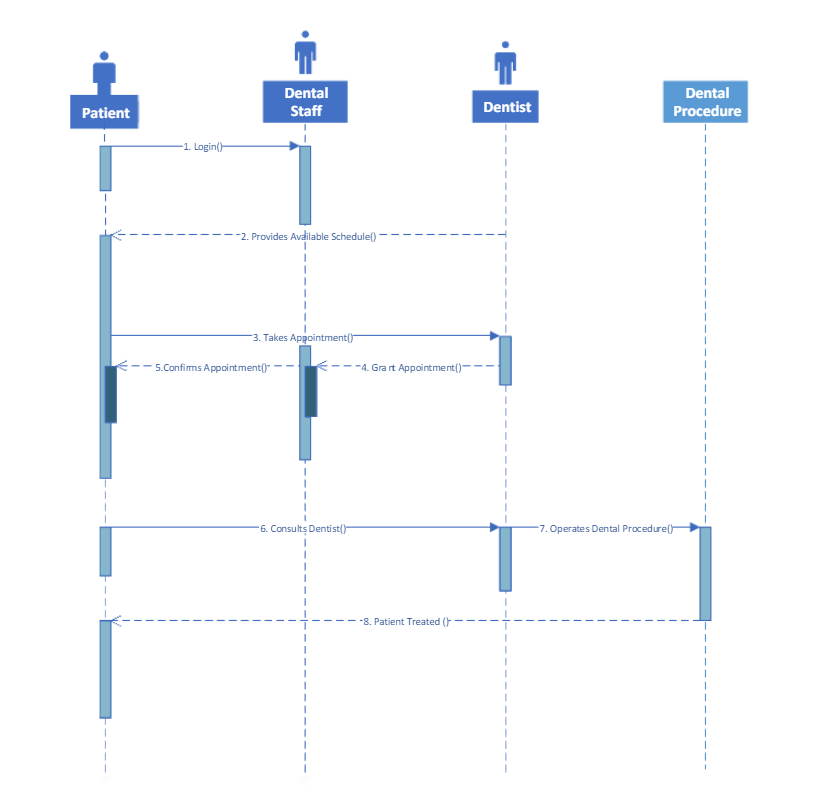 Patient
Dental
Staff
Dentist
Dental
Procedure
1. Login()
2. Provides Available Schedule()
3. Takes Appointment()
5.Confirms Appointment()
4. Grant Appointment()
6. Consults Dentist()
7. Operates Dental Procedure()
8. Patient Treated ()